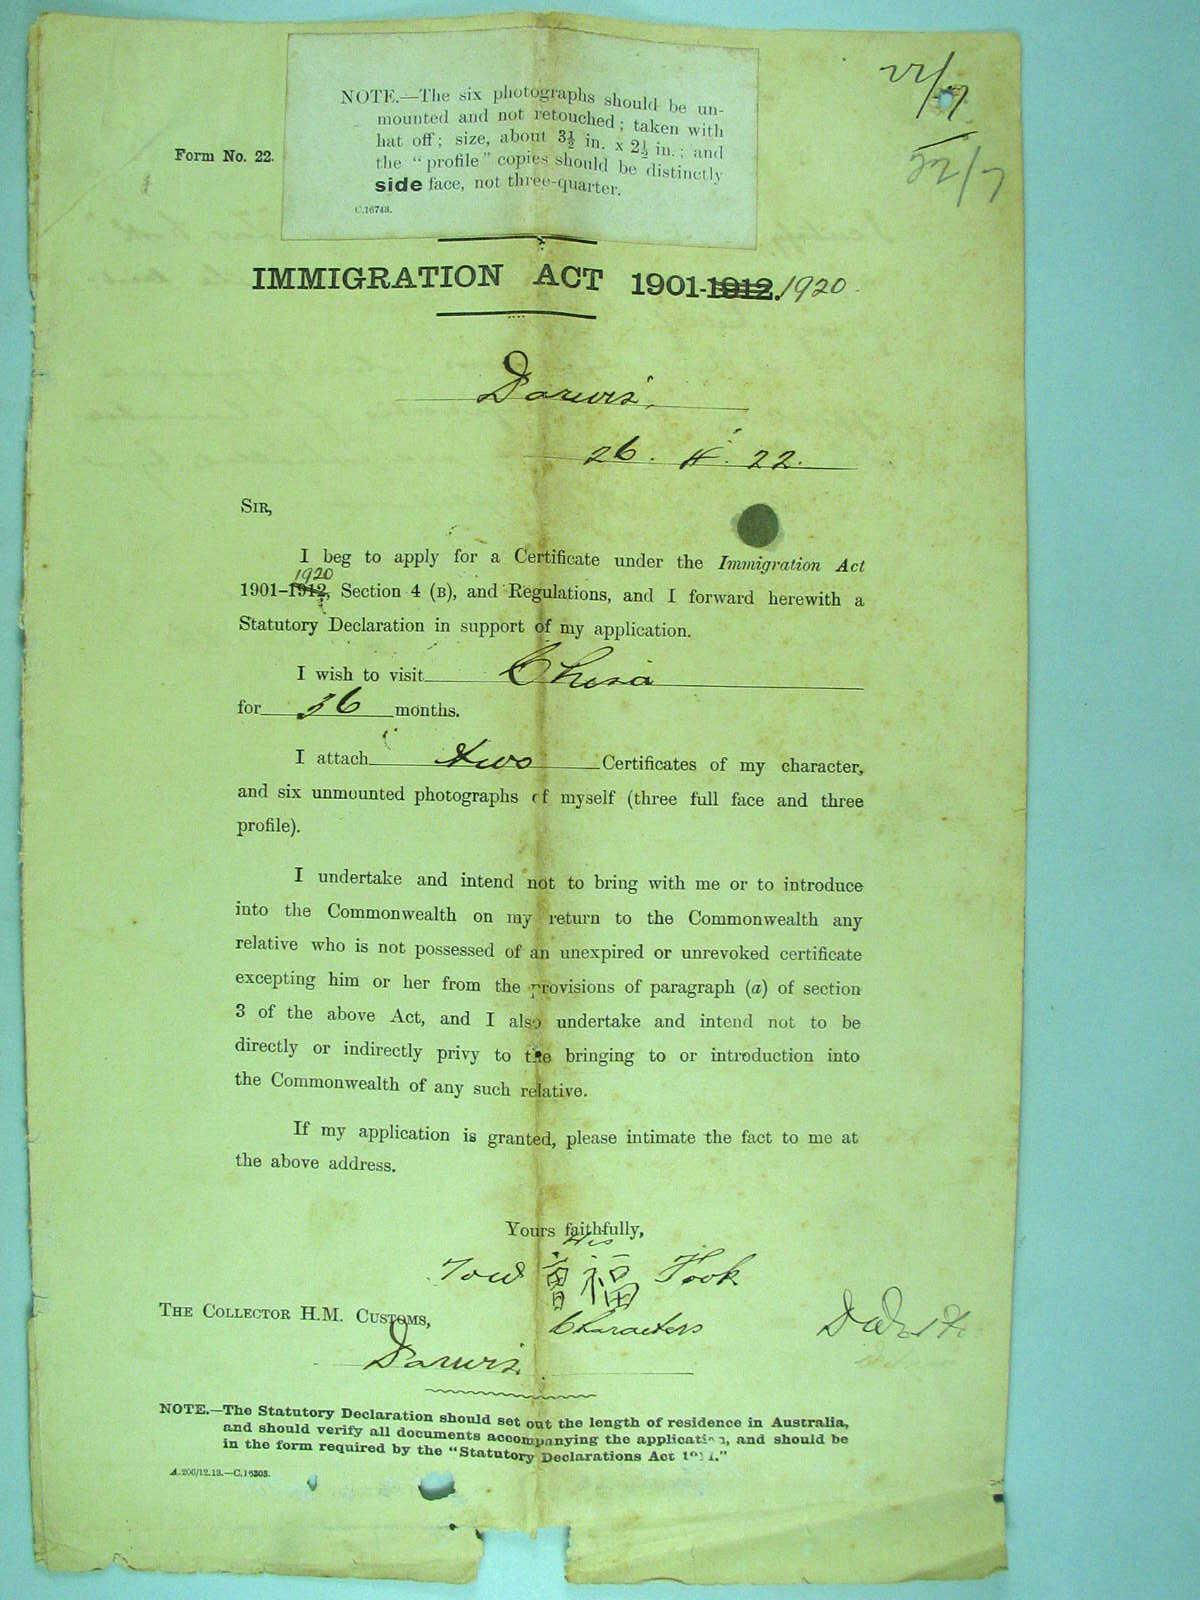 22/7
22/7
NOTE.—The six photographs should be un-
mounted and not retouched; taken with
hat off; size, about 3½ in. x 2½ in.; and
the "profile" copies should be distinctly
side face, not three-quarter.
C.16743.
Form No. 22.
IMMIGRATION ACT 1901-1912. 1920.
Darwin.
26. 4. 22.
SIR,
I beg to apply for a Certificate under the Immigration Act
1920
1901-1912, Section 4 (B), and Regulations, and I forward herewith a
Statutory Declaration in support of my application.
I wish to visit China
for 36 months.
I attach two Certificates of my character,
and six unmounted photographs of myself (three full face and three
profile).
I undertake and intend not to bring with me or to introduce
into the Commonwealth on my return to the Commonwealth any
relative who is not possessed of an unexpired or unrevoked certificate
excepting him or her from the provisions of paragraph (a) of section
3 of the above Act, and I also undertake and intend not to be
directly or indirectly privy to the bringing to or introduction into
the Commonwealth of any such relative.
If my application is granted, please intimate the fact to me at
the above address.
Yours faithfully,
His
福 Fook
Characters
THE COLLECTOR H.M. CUSTOMS,
Darwin.
NOTE.—The Statutory Declaration should set out the length of residence in Australia,
and should verify all documents accompanying the application, and should be
in the form required by the "Statutory Declarations Act 1911."
A.200/12.13.—C.16303.